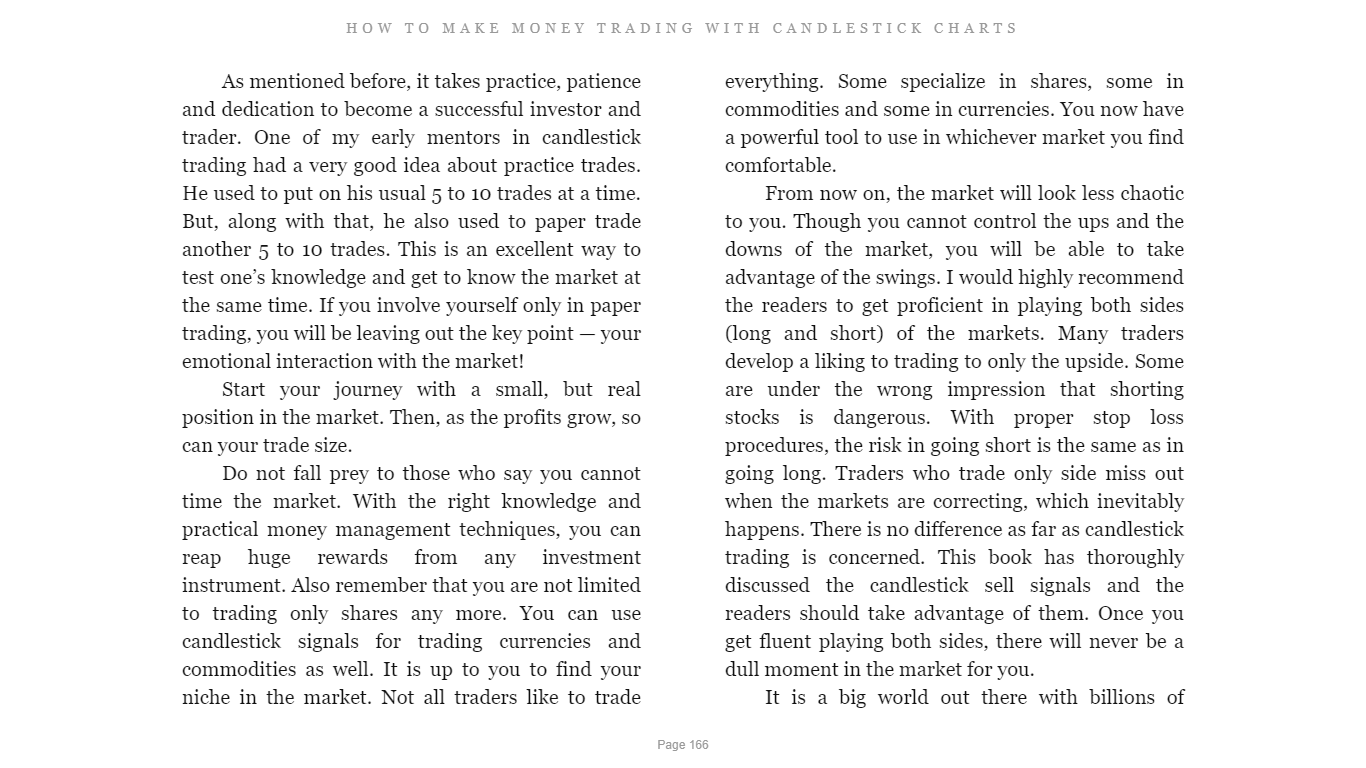 HOW TO MAKE MONEY TRADING WITH CANDLESTICK CHARTS
As mentioned before, it takes practice, patience
and dedication to become a successful investor and
trader. One of my early mentors in candlestick
trading had a very good idea about practice trades.
He used to put on his usual 5 to 10 trades at a time.
But, along with that, he also used to paper trade
another 5 to 10 trades. This is an excellent way to
test one’s knowledge and get to know the market at
the same time. If you involve yourself only in paper
trading, you will be leaving out the key point — your
emotional interaction with the market!
Start your journey with a small, but real
position in the market. Then, as the profits grow, so
can your trade size.
Do not fall prey to those who say you cannot
time the market. With the right knowledge and
practical money management techniques, you can
reap huge rewards from any investment
instrument. Also remember that you are not limited
to trading only shares any more. You can use
candlestick signals for trading currencies and
commodities as well. It is up to you to find your
niche in the market. Not all traders like to trade
everything. Some specialize in shares, some in
commodities and some in currencies. You now have
a powerful tool to use in whichever market you find
comfortable.
From now on, the market will look less chaotic
to you. Though you cannot control the ups and the
downs of the market, you will be able to take
advantage of the swings. I would highly recommend
the readers to get proficient in playing both sides
(long and short) of the markets. Many traders
develop a liking to trading to only the upside. Some
are under the wrong impression that shorting
stocks is dangerous. With proper stop loss
procedures, the risk in going short is the same as in
going long. Traders who trade only side miss out
when the markets are correcting, which inevitably
happens. There is no difference as far as candlestick
trading is concerned. This book has thoroughly
discussed the candlestick sell signals and the
readers should take advantage of them. Once you
get fluent playing both sides, there will never be a
dull moment in the market for you.
It is a big world out there with billions of
Page 166